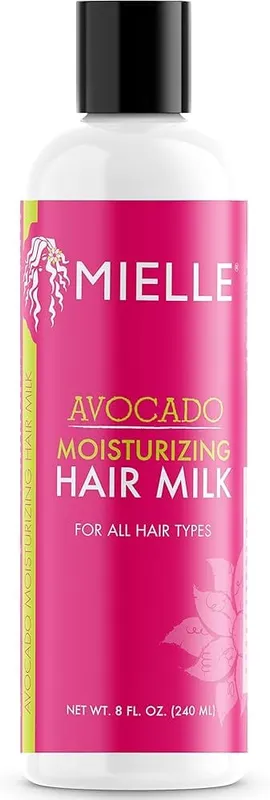 MIELLE®
AVOCADO
MOISTURIZING
HAIR MILK
FOR ALL HAIR TYPES
NET WT. 8 FL. OZ. (240 ML)
AVOCADO MOISTURIZING HAIR MILK